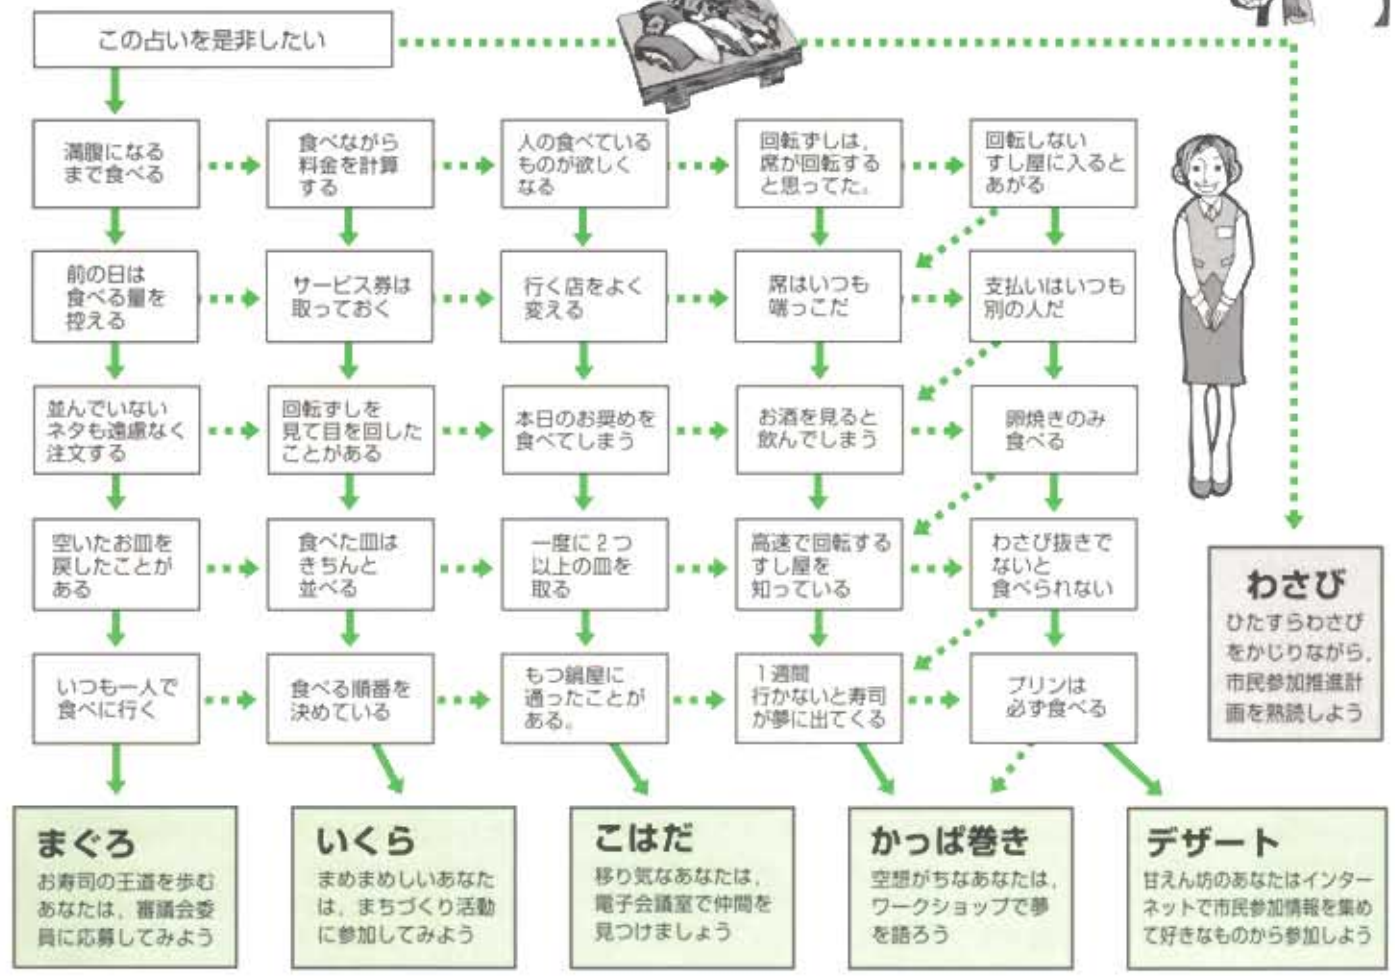 この占いを是非したい
満腹になる
まで食べる
食べながら
料金を計算
する
人の食べている
ものが欲しく
なる
回転ずしは，
席が回転する
と思ってた。
回転しない
すし屋に入ると
あがる
前の日は
食べる量を
控える
サービス券は
取っておく
行く店をよく
変える
席はいつも
端っこだ
支払いはいつも
別の人だ
並んでいない
ネタも遠慮なく
注文する
回転ずしを
見て目を回した
ことがある
本日のお奨めを
食べてしまう
お酒を見ると
飲んでしまう
卵焼きのみ
食べる
空いたお皿を
戻したことが
ある
食べた皿は
きちんと
並べる
一度に２つ
以上の皿を
取る
高速で回転する
すし屋を
知っている
わさび抜きで
ないと
食べられない
いつも一人で
食べに行く
食べる順番を
決めている
もつ鍋屋に
通ったことが
ある。
１週間
行かないと寿司
が夢に出てくる
プリンは
必ず食べる
わさび
ひたすらわさび
をかじりながら，
市民参加推進計
画を熟読しよう
まぐろ
お寿司の王道を歩む
あなたは，審議会委
員に応募してみよう
いくら
まめまめしいあなた
は，まちづくり活動
に参加してみよう
こはだ
移り気なあなたは，
電子会議室で仲間を
見つけましょう
かっぱ巻き
空想がちなあなたは，
ワークショップで夢
を語ろう
デザート
甘えん坊のあなたはインター
ネットで市民参加情報を集め
て好きなものから参加しよう